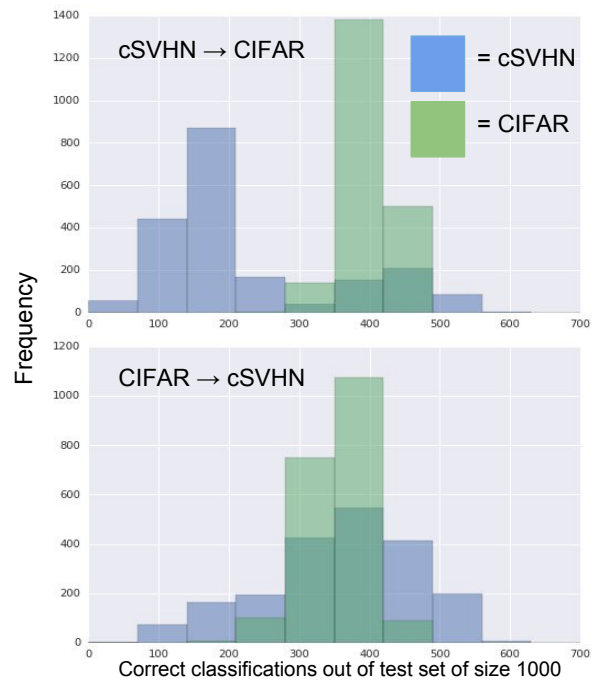 1400
cSVHN → CIFAR
= cSVHN
1200
= CIFAR
1000
800
600
400
200
0
0 100 200 300 400 500 600 700
Frequency
1200
CIFAR → cSVHN
1000
800
600
400
200
0
0 100 200 300 400 500 600 700
Correct classifications out of test set of size 1000